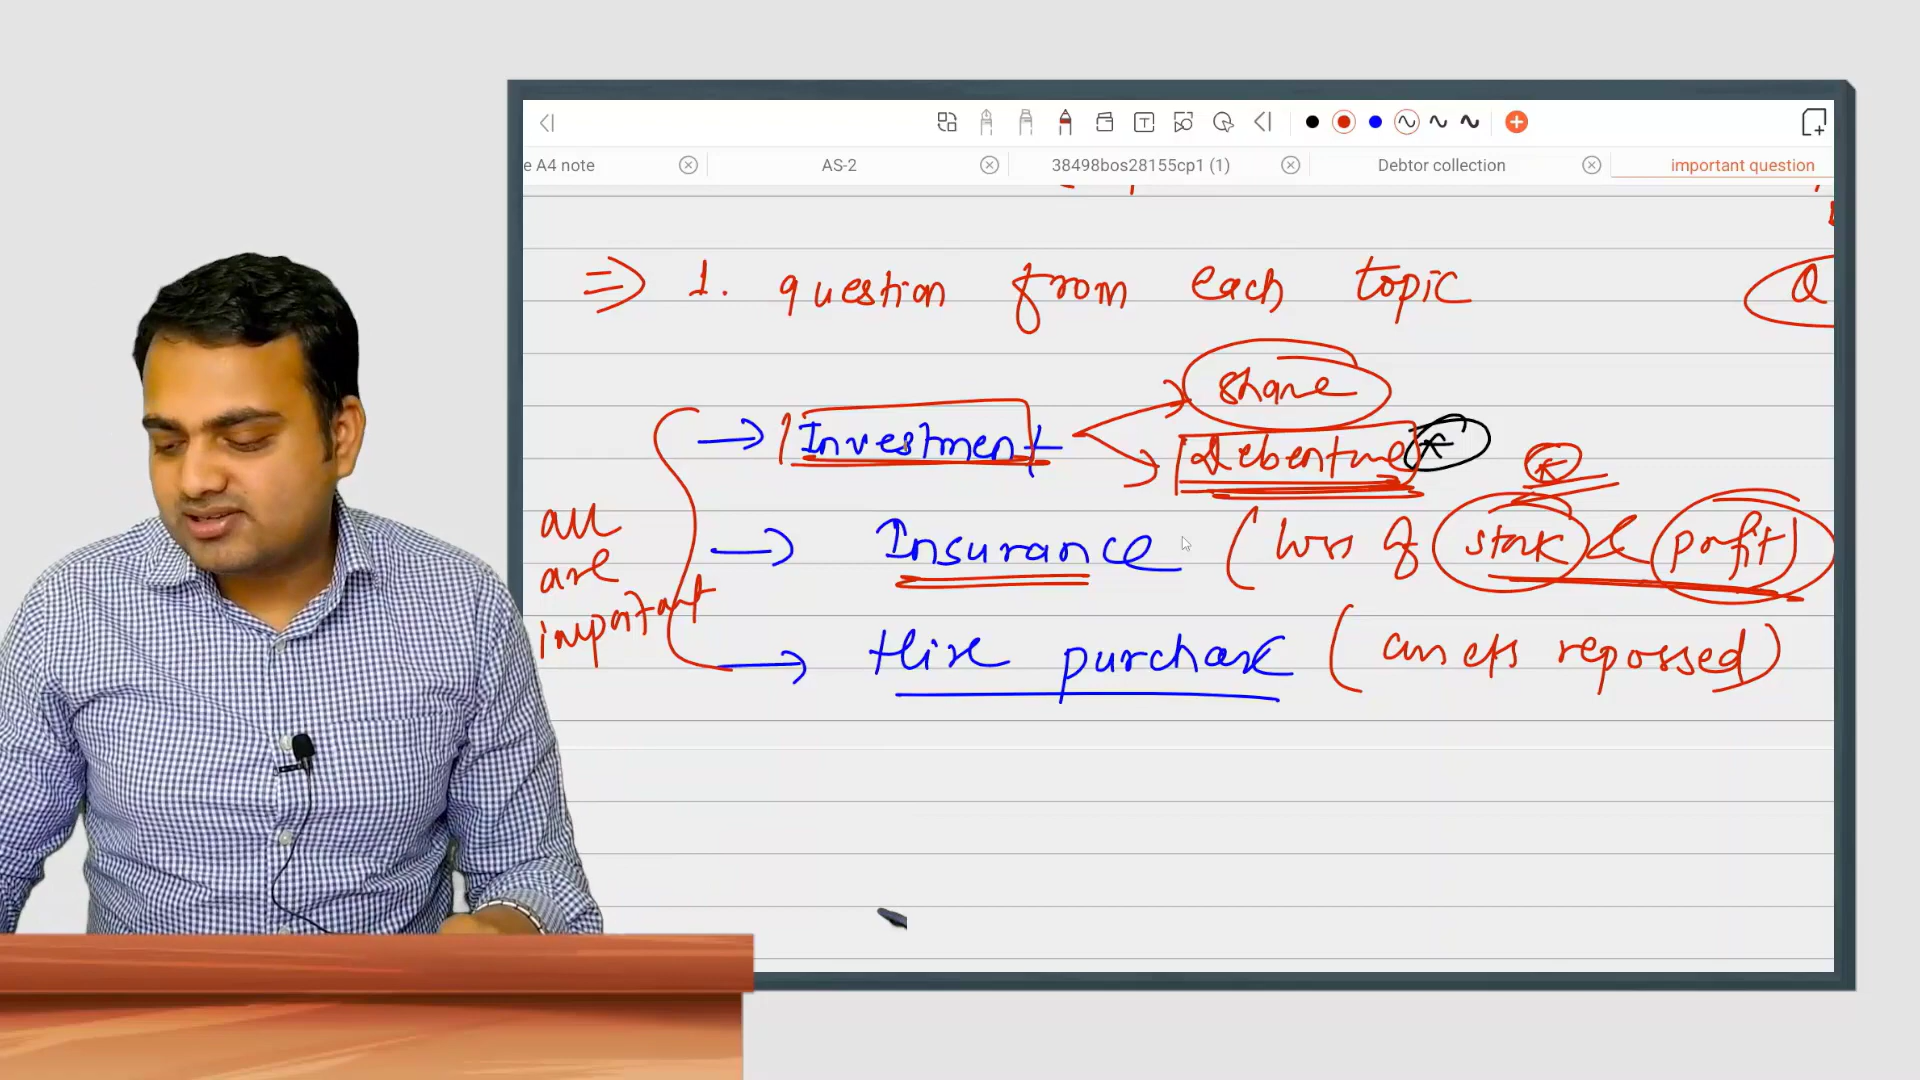 e A4 note AS-2 38498bos28155cp1 (1) Debtor collection important question
⇒ 1. question from each topic
Q
share
→ Investment
Debenture
all are important
→ Insurance (loss of stock & profit)
→ Hire purchase (assets repossed)